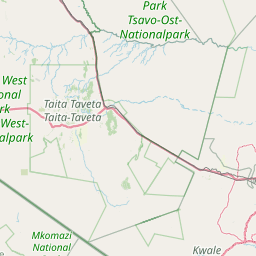 Park
Tsavo-Ost-
Nationalpark
West
onal
rk
West-
alpark
Taita Taveta
Taita-Taveta
Mkomazi
National
Kwale